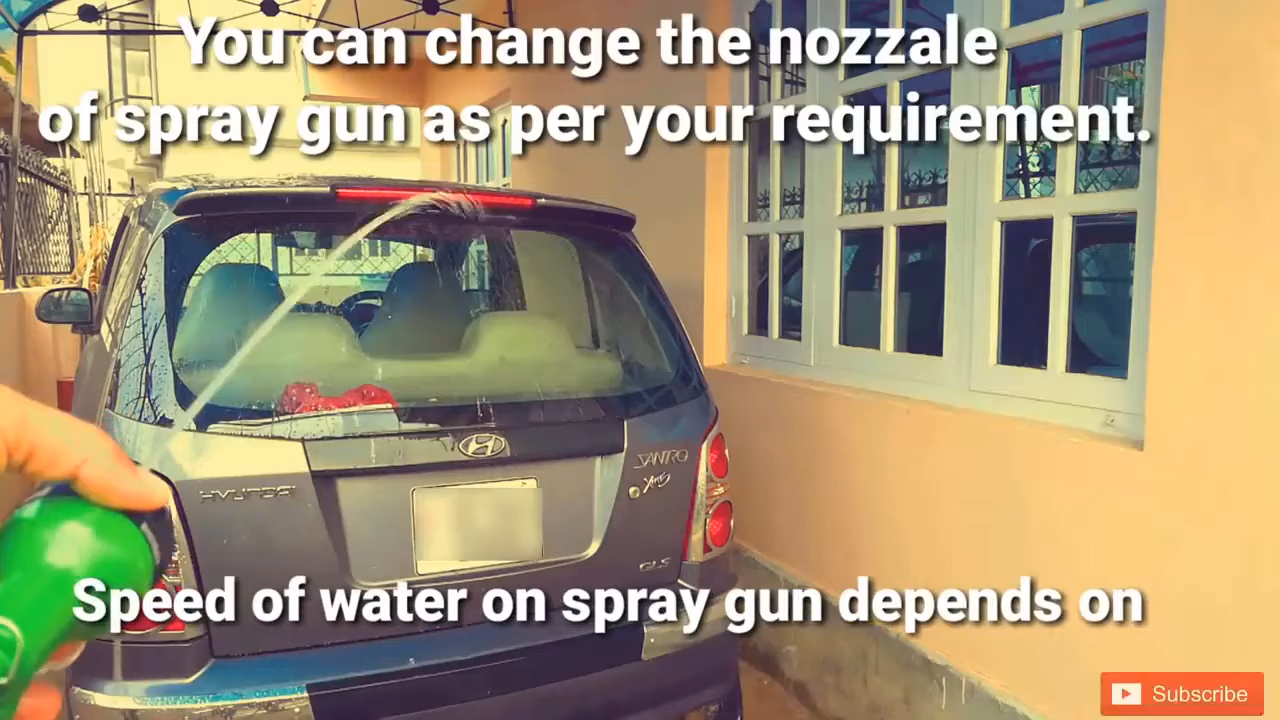 You can change the nozzale
of spray gun as per your requirement.
HYUNDAI
SANTRO
Xing
GLS
Speed of water on spray gun depends on
Subscribe